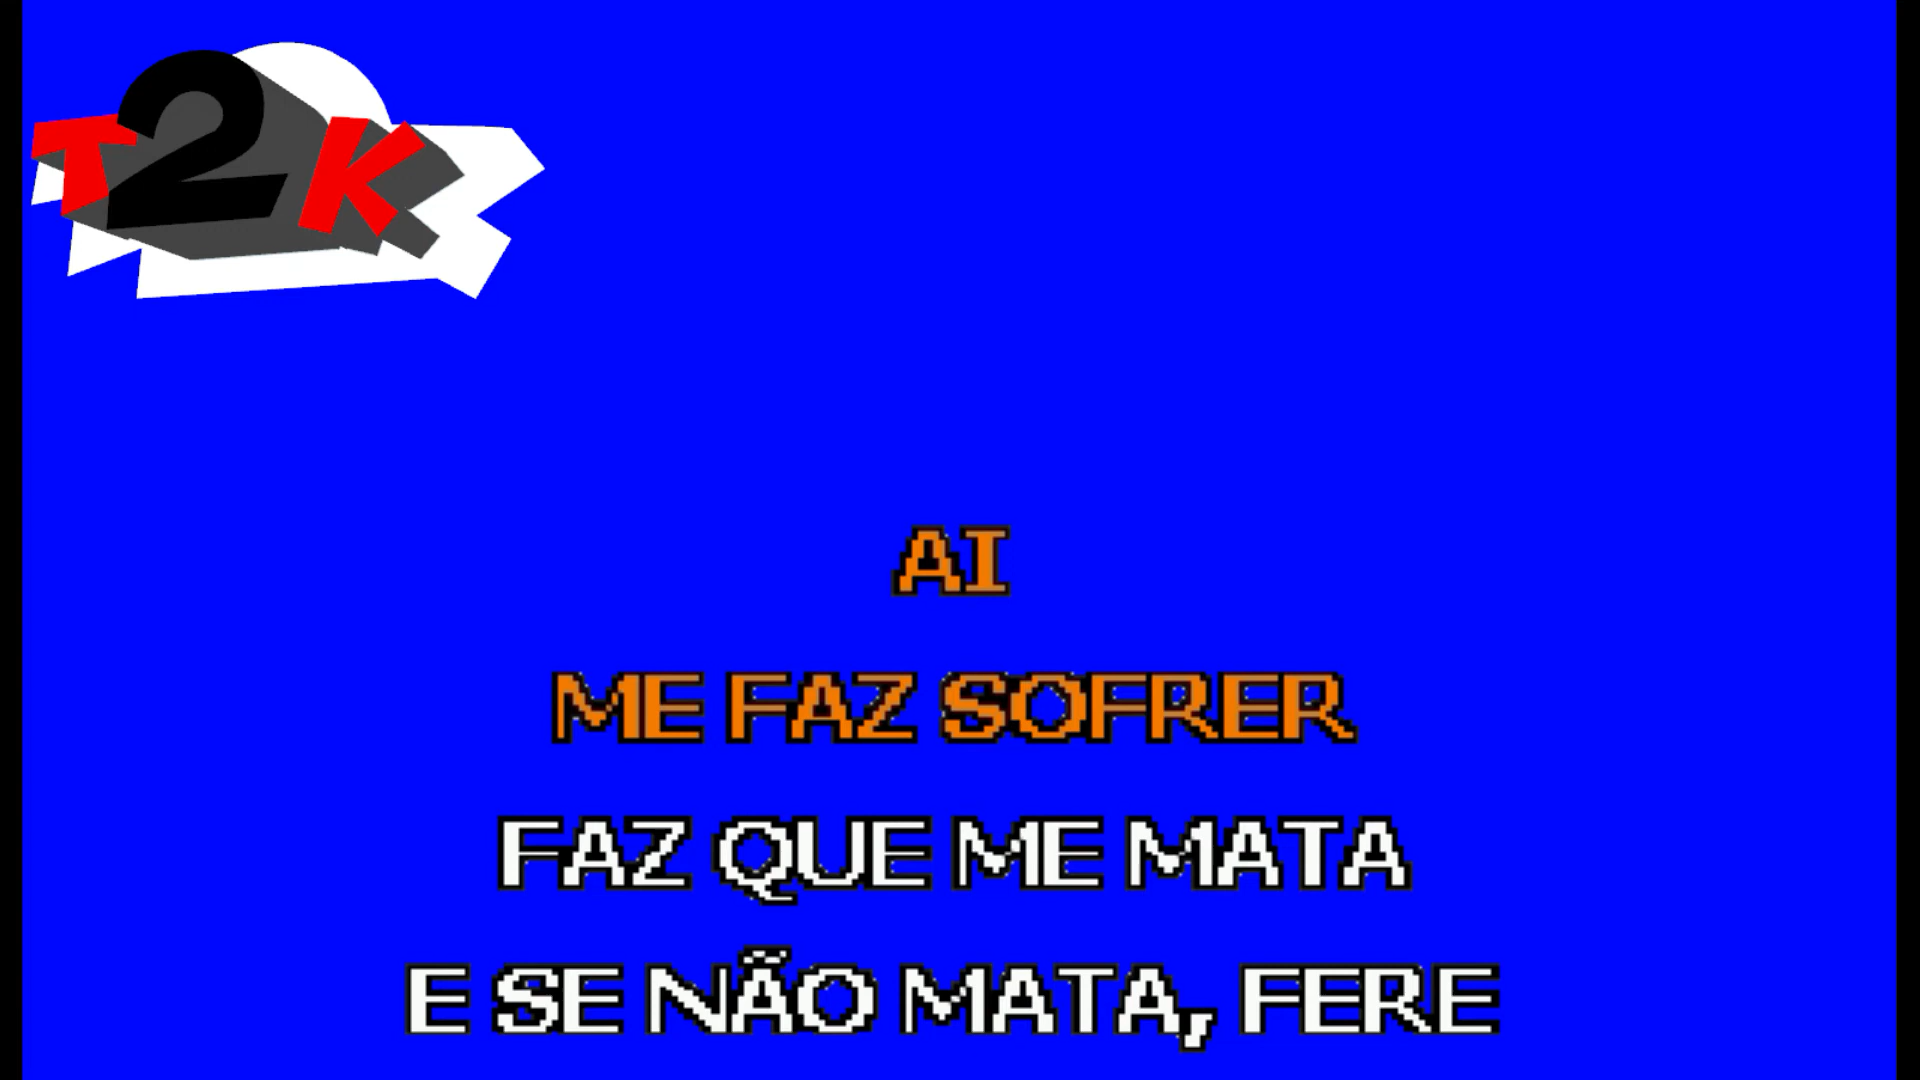 T2K
AI
ME FAZ SOFRER
FAZ QUE ME MATA
E SE NÃO MATA, FERE